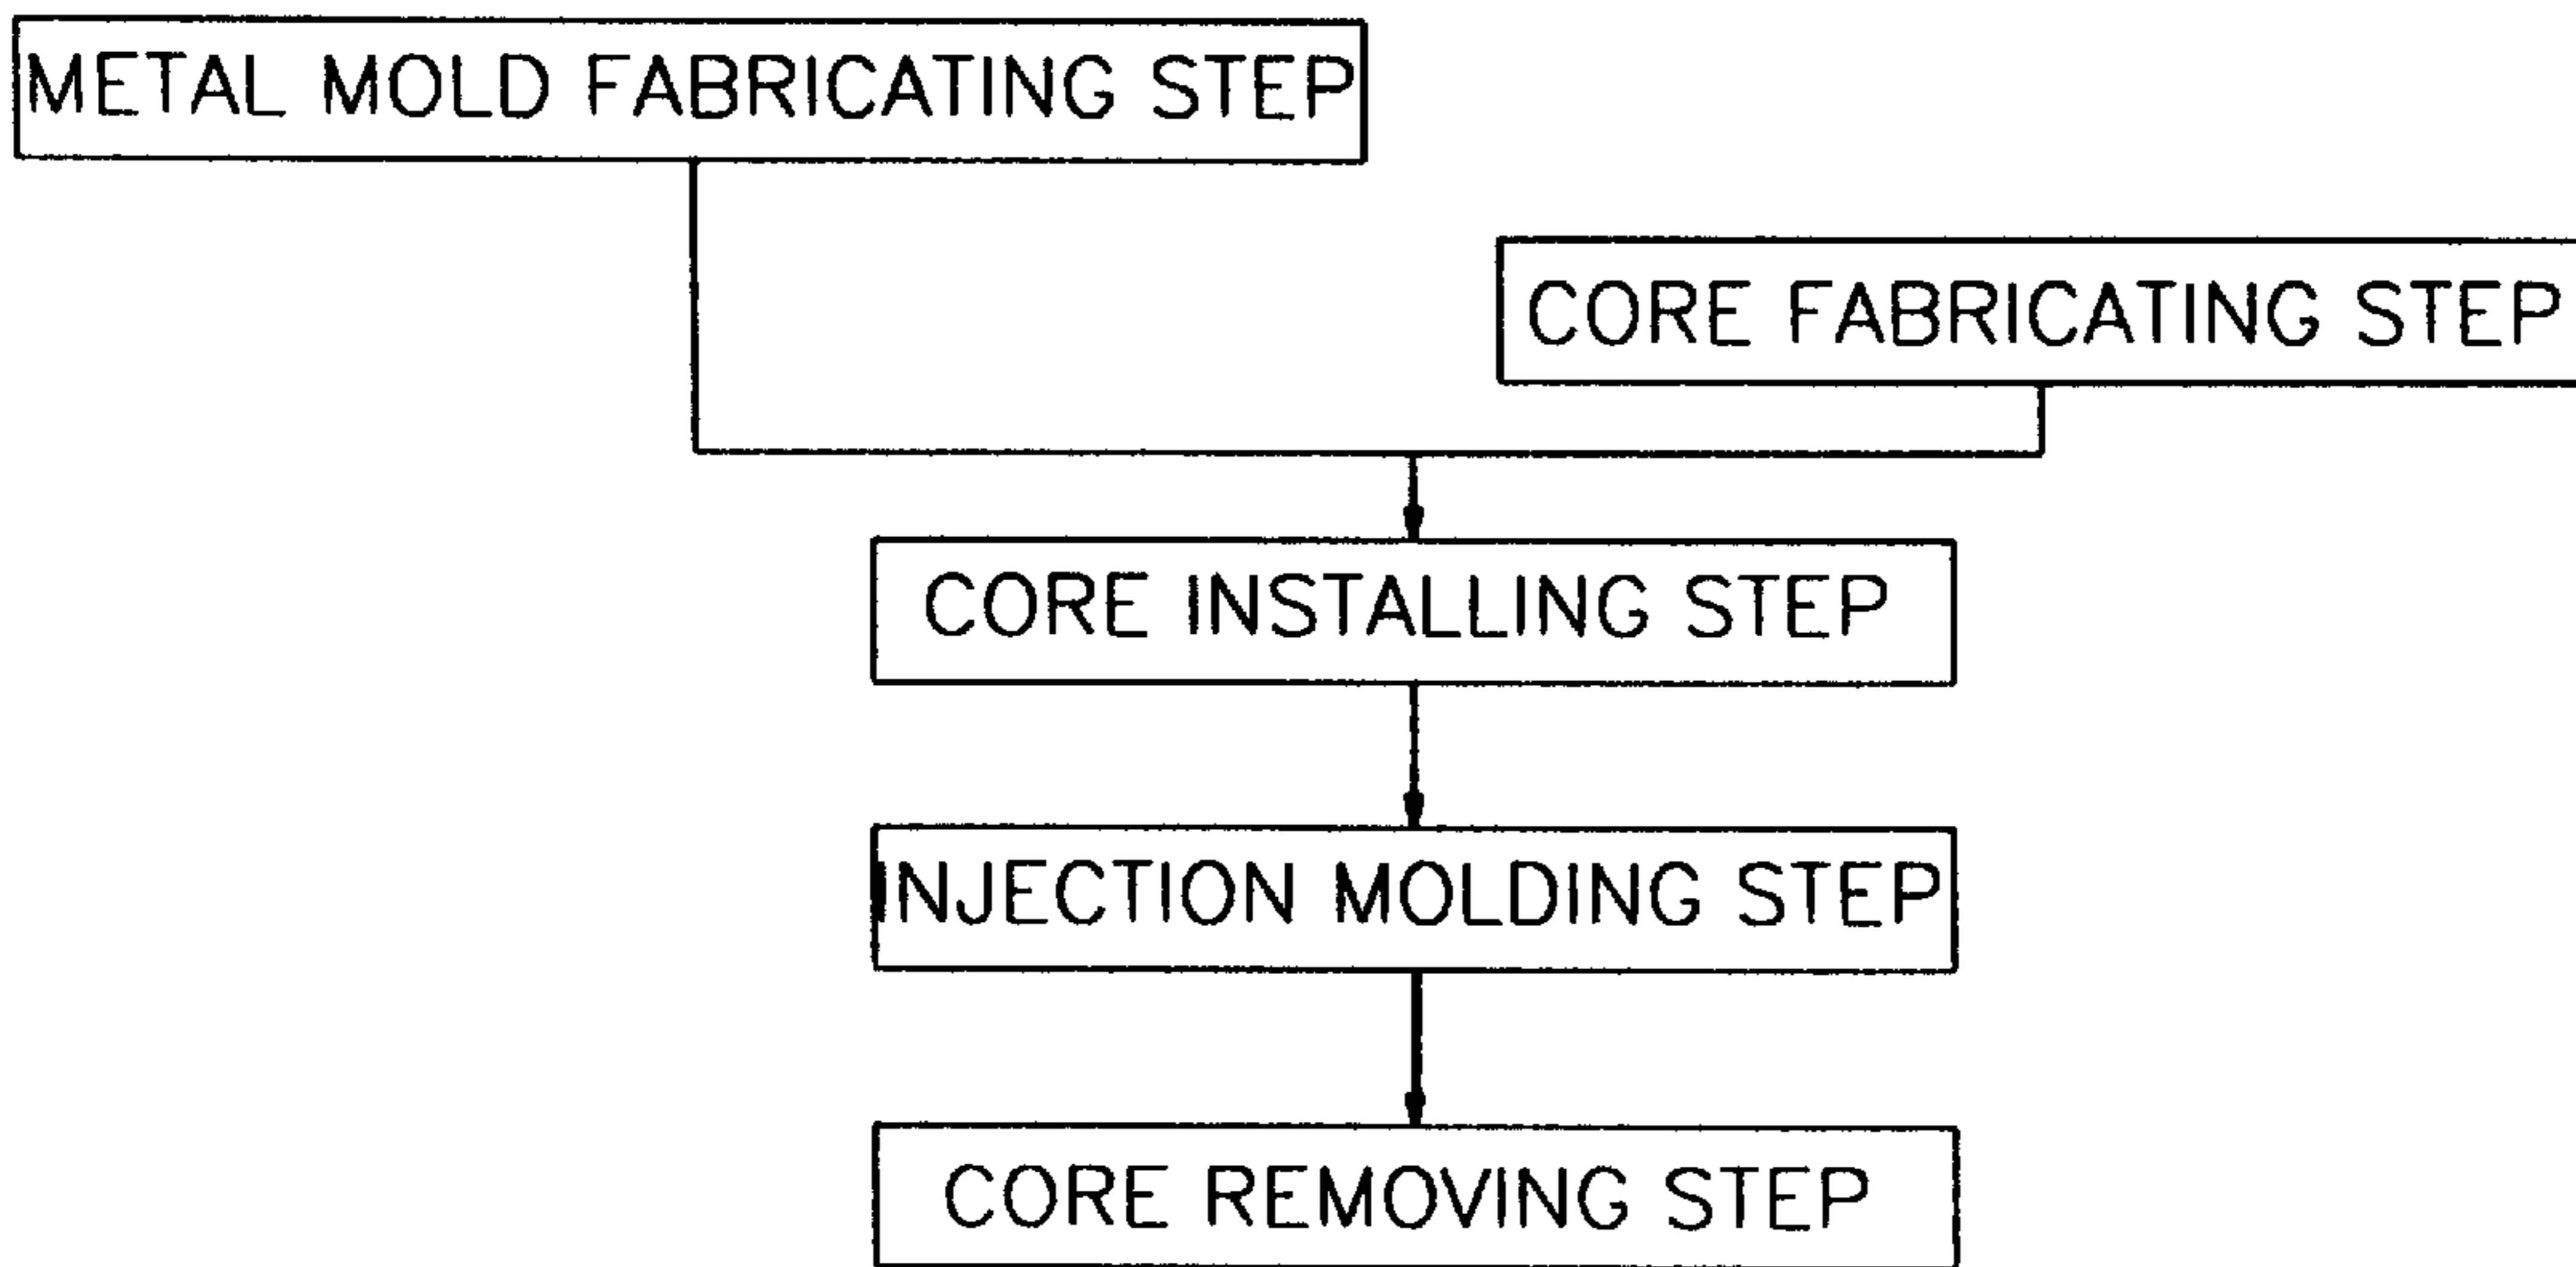 METAL MOLD FABRICATING STEP
CORE FABRICATING STEP
CORE INSTALLING STEP
INJECTION MOLDING STEP
CORE REMOVING STEP